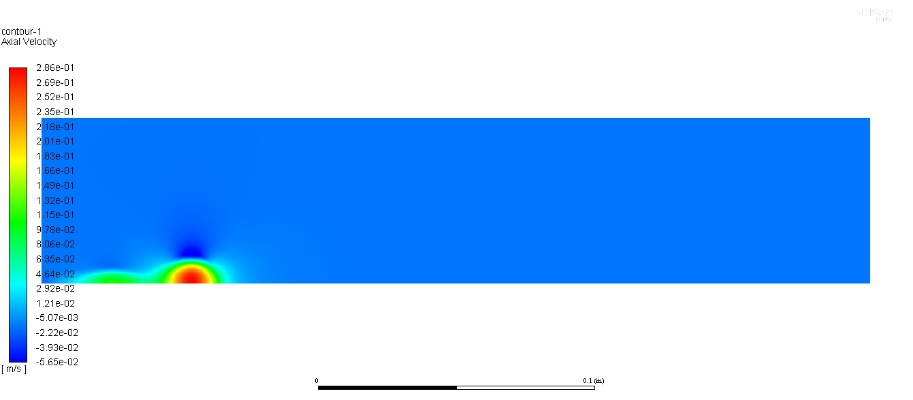 contour-1
Axial Velocity
2.86e-01
2.69e-01
2.52e-01
2.35e-01
2.18e-01
2.01e-01
1.83e-01
1.66e-01
1.49e-01
1.32e-01
1.15e-01
9.78e-02
8.06e-02
6.35e-02
4.64e-02
2.92e-02
1.21e-02
-5.07e-03
-2.22e-02
-3.93e-02
-5.65e-02
[ m/s ]
0
0.1 (m)